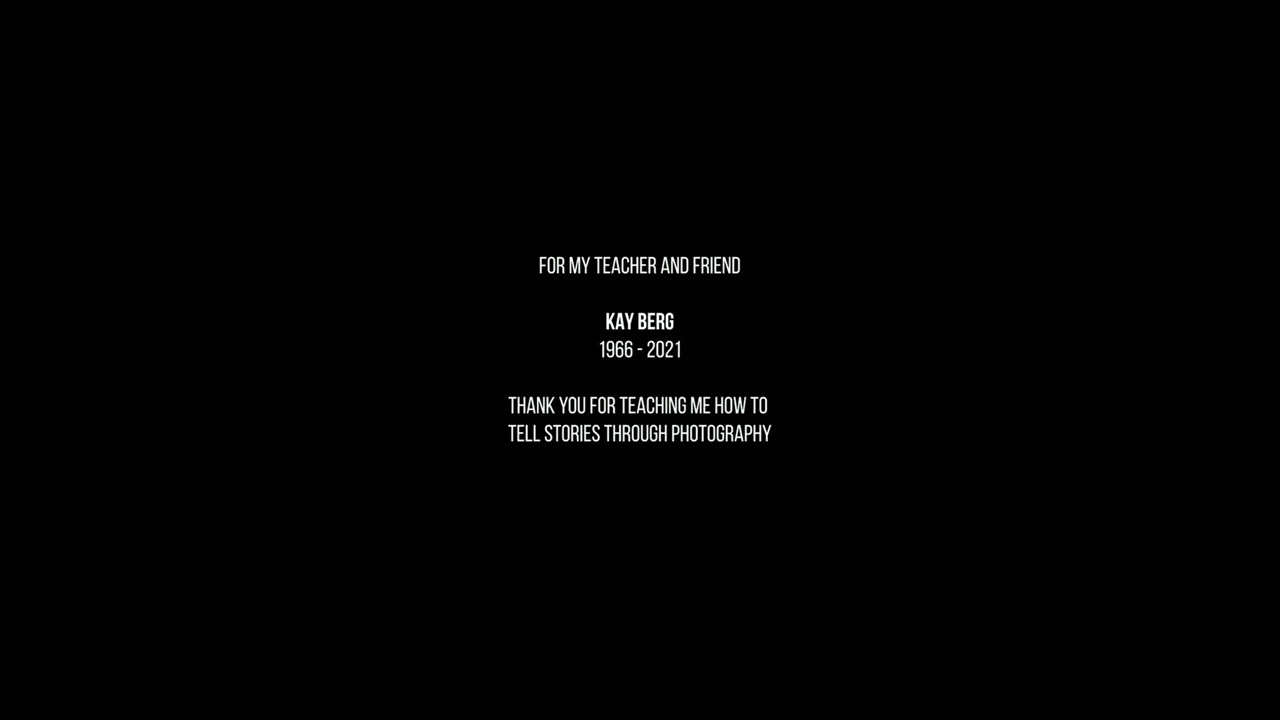 FOR MY TEACHER AND FRIEND
KAY BERG
1966 - 2021
THANK YOU FOR TEACHING ME HOW TO
TELL STORIES THROUGH PHOTOGRAPHY